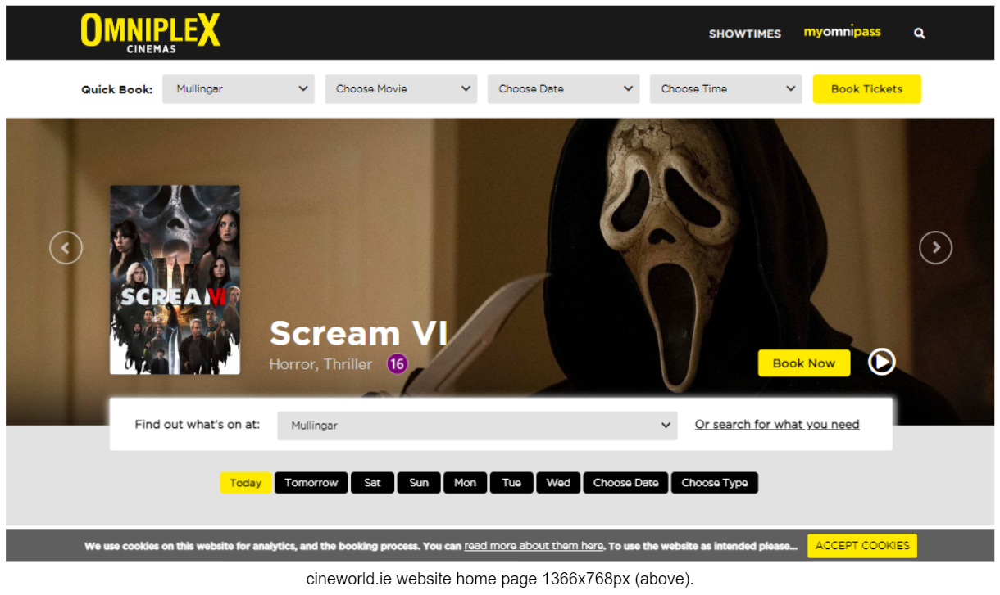 OMNIPLEX
CINEMAS
SHOWTIMES myomnipass
Quick Book: Mullingar Choose Movie Choose Date Choose Time Book Tickets
SCREAM VI
Scream VI
Horror, Thriller 16
Book Now
Find out what's on at: Mullingar Or search for what you need
Today Tomorrow Sat Sun Mon Tue Wed Choose Date Choose Type
We use cookies on this website for analytics, and the booking process. You can read more about them here. To use the website as intended please... ACCEPT COOKIES
cineworld.ie website home page 1366x768px (above).